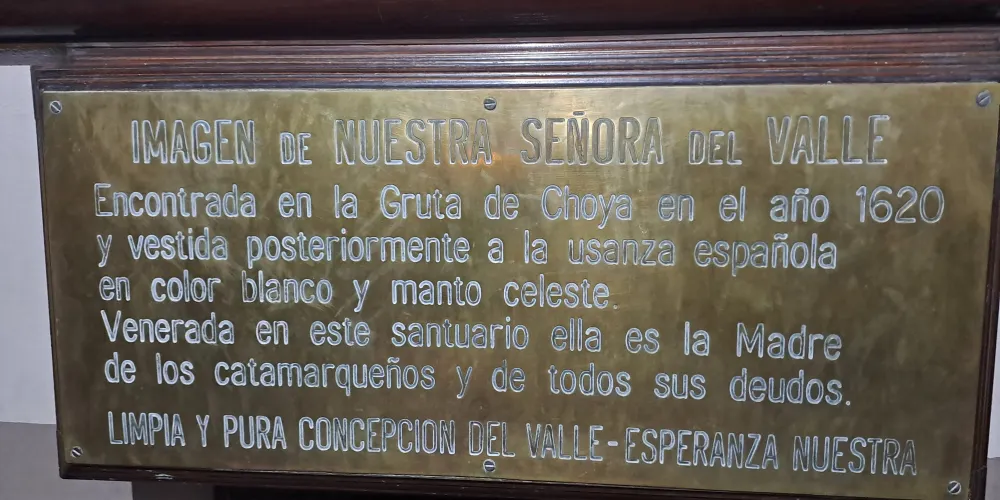 IMAGEN DE NUESTRA SEÑORA DEL VALLE
Encontrada en la Gruta de Choya en el año 1620
y vestida posteriormente a la usanza española
en color blanco y manto celeste.
Venerada en este santuario ella es la Madre
de los catamarqueños y de todos sus deudos.
LIMPIA Y PURA CONCEPCION DEL VALLE-ESPERANZA NUESTRA